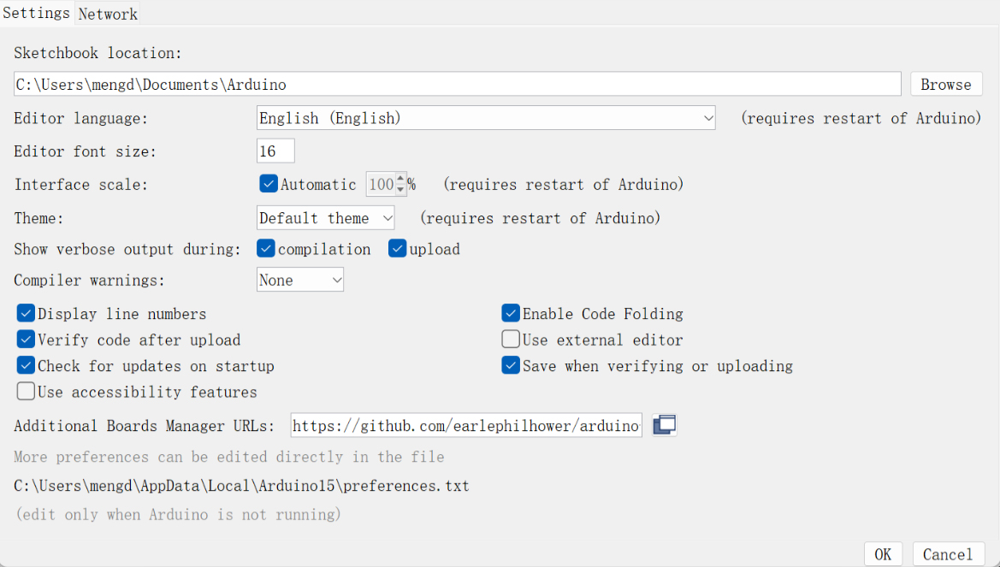 Settings Network
Sketchbook location:
C:\Users\mengd\Documents\Arduino Browse
Editor language: English (English) (requires restart of Arduino)
Editor font size: 16
Interface scale: Automatic 100 % (requires restart of Arduino)
Theme: Default theme (requires restart of Arduino)
Show verbose output during: compilation upload
Compiler warnings: None
Display line numbers Enable Code Folding
Verify code after upload Use external editor
Check for updates on startup Save when verifying or uploading
Use accessibility features
Additional Boards Manager URLs: https://github.com/earlephilhower/arduino
More preferences can be edited directly in the file
C:\Users\mengd\AppData\Local\Arduino15\preferences.txt
(edit only when Arduino is not running)
OK Cancel